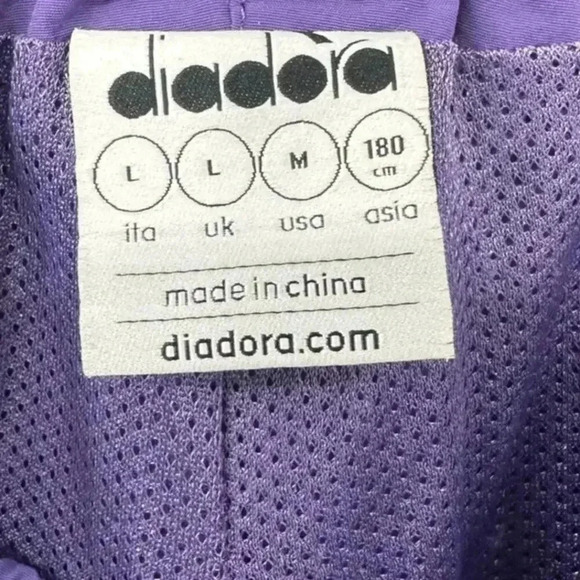 diadora
L L M 180 cm
ita uk usa asia
made in china
diadora.com